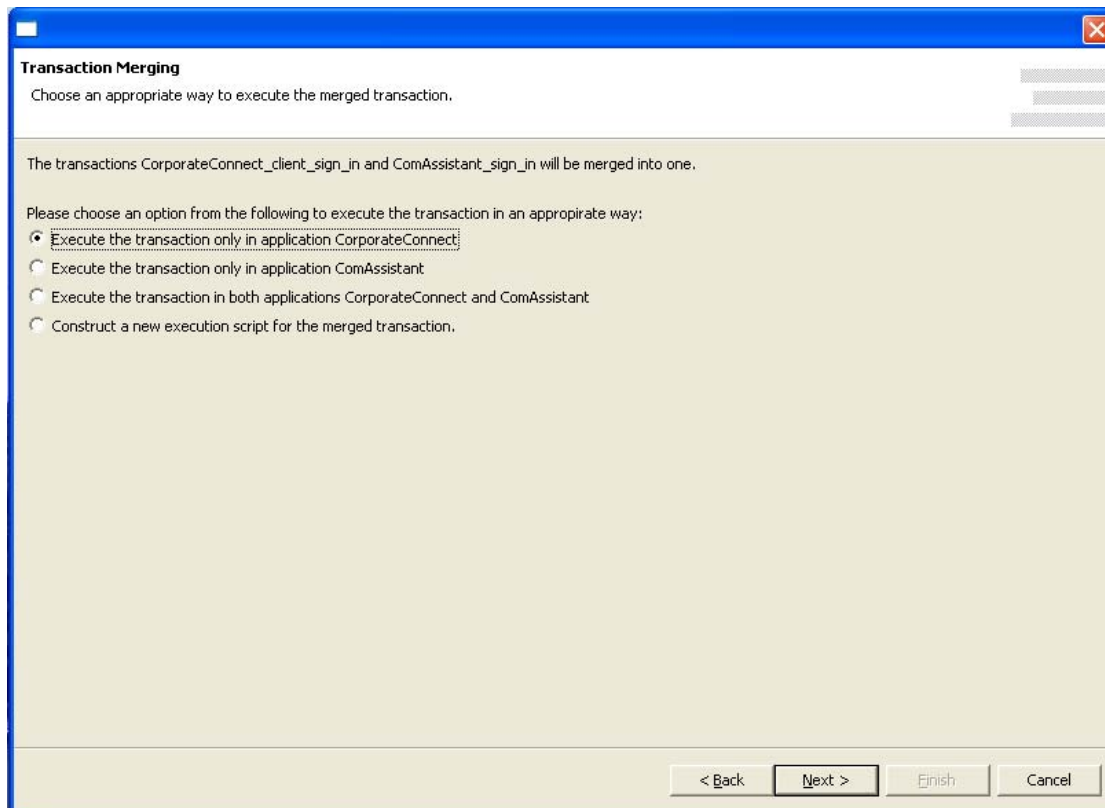 Transaction Merging
Choose an appropriate way to execute the merged transaction.
The transactions CorporateConnect_client_sign_in and ComAssistant_sign_in will be merged into one.
Please choose an option from the following to execute the transaction in an appropirate way:
Execute the transaction only in application CorporateConnect
Execute the transaction only in application ComAssistant
Execute the transaction in both applications CorporateConnect and ComAssistant
Construct a new execution script for the merged transaction.
< Back Next > Finish Cancel